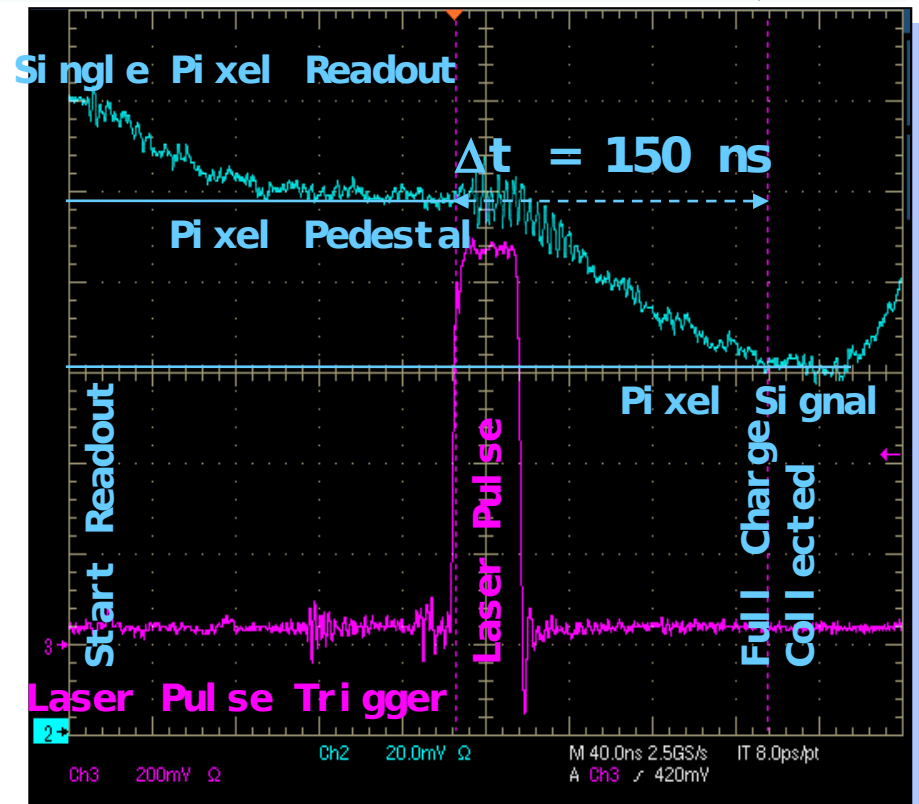 Single Pixel Readout
Δt = 150 ns
Pixel Pedestal
Pixel Signal
Start Readout
Laser Pulse
Full Charge
Collected
3
Laser Pulse Trigger
2
Ch2 20.0mV Ω M 40.0ns 2.5GS/s IT 8.0ps/pt
Ch3 200mV Ω A Ch3 / 420mV